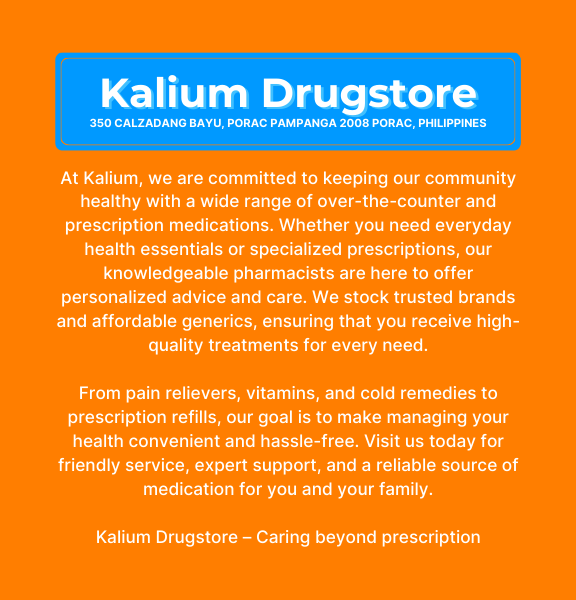 Kalium Drugstore
350 CALZADANG BAYU, PORAC PAMPANGA 2008 PORAC, PHILIPPINES
At Kalium, we are committed to keeping our community
healthy with a wide range of over-the-counter and
prescription medications. Whether you need everyday
health essentials or specialized prescriptions, our
knowledgeable pharmacists are here to offer
personalized advice and care. We stock trusted brands
and affordable generics, ensuring that you receive high-
quality treatments for every need.
From pain relievers, vitamins, and cold remedies to
prescription refills, our goal is to make managing your
health convenient and hassle-free. Visit us today for
friendly service, expert support, and a reliable source of
medication for you and your family.
Kalium Drugstore – Caring beyond prescription